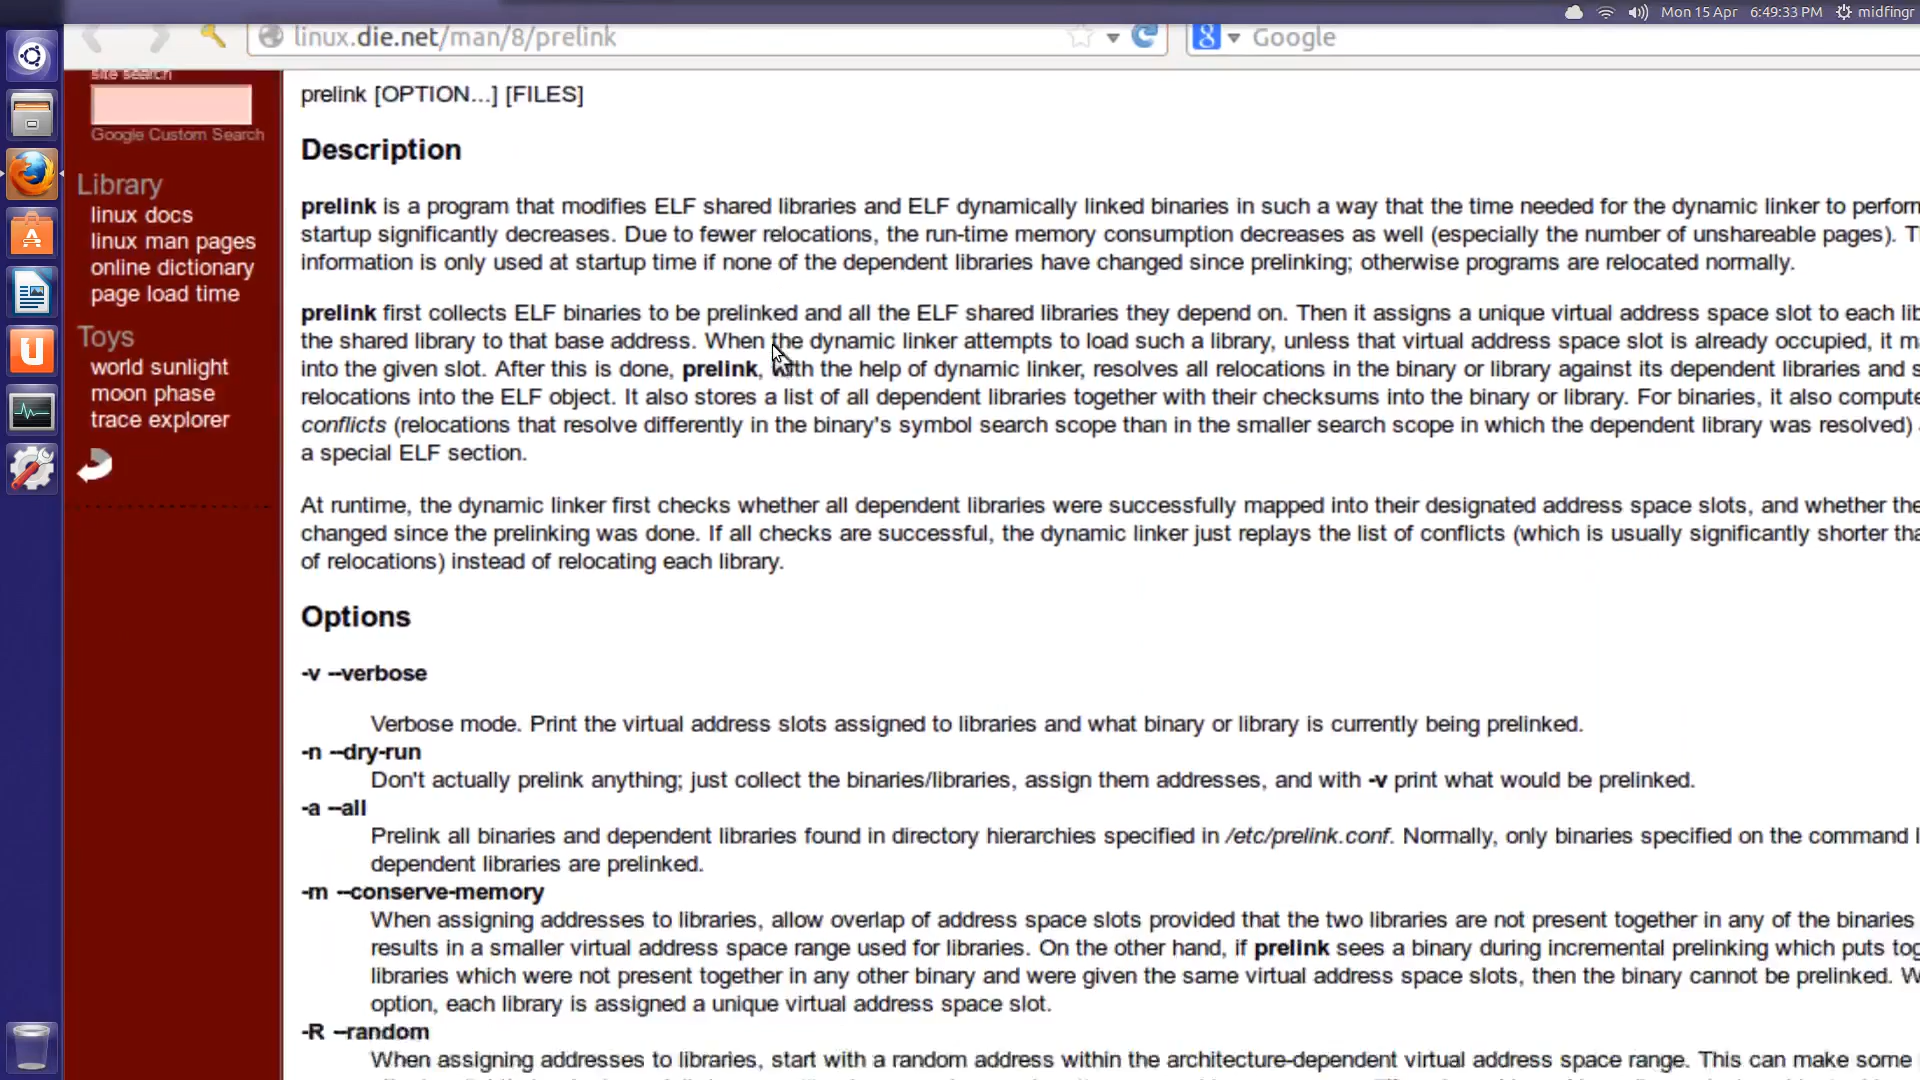 Mon 15 Apr 6:49:33 PM midfingr
linux.die.net/man/8/prelink
8 Google
site search
Google Custom Search
Library
linux docs
linux man pages
online dictionary
page load time
Toys
world sunlight
moon phase
trace explorer
prelink [OPTION...] [FILES]
Description
prelink is a program that modifies ELF shared libraries and ELF dynamically linked binaries in such a way that the time needed for the dynamic linker to perform
startup significantly decreases. Due to fewer relocations, the run-time memory consumption decreases as well (especially the number of unshareable pages).
information is only used at startup time if none of the dependent libraries have changed since prelinking; otherwise programs are relocated normally.
prelink first collects ELF binaries to be prelinked and all the ELF shared libraries they depend on. Then it assigns a unique virtual address space slot to each
the shared library to that base address. When the dynamic linker attempts to load such a library, unless that virtual address space slot is already occupied, it
into the given slot. After this is done, prelink, with the help of dynamic linker, resolves all relocations in the binary or library against its dependent libraries and
relocations into the ELF object. It also stores a list of all dependent libraries together with their checksums into the binary or library. For binaries, it also
conflicts (relocations that resolve differently in the binary's symbol search scope than in the smaller search scope in which the dependent library was resolved)
a special ELF section.
At runtime, the dynamic linker first checks whether all dependent libraries were successfully mapped into their designated address space slots, and whether
changed since the prelinking was done. If all checks are successful, the dynamic linker just replays the list of conflicts (which is usually significantly shorter
of relocations) instead of relocating each library.
Options
-v --verbose
Verbose mode. Print the virtual address slots assigned to libraries and what binary or library is currently being prelinked.
-n --dry-run
Don't actually prelink anything; just collect the binaries/libraries, assign them addresses, and with -v print what would be prelinked.
-a --all
Prelink all binaries and dependent libraries found in directory hierarchies specified in /etc/prelink.conf. Normally, only binaries specified on the command
dependent libraries are prelinked.
-m --conserve-memory
When assigning addresses to libraries, allow overlap of address space slots provided that the two libraries are not present together in any of the binaries
results in a smaller virtual address space range used for libraries. On the other hand, if prelink sees a binary during incremental prelinking which puts
libraries which were not present together in any other binary and were given the same virtual address space slots, then the binary cannot be prelinked.
option, each library is assigned a unique virtual address space slot.
-R --random
When assigning addresses to libraries, start with a random address within the architecture-dependent virtual address space range. This can make some